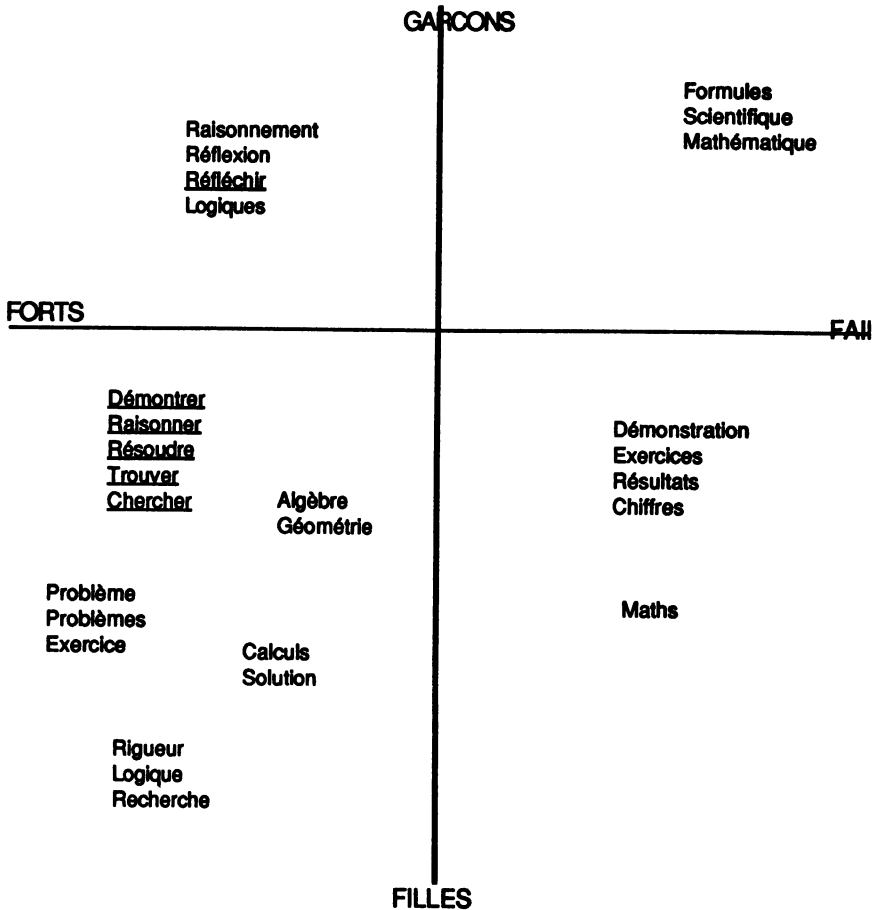 GARCONS
Formules
Scientifique
Mathématique
Raisonnement
Réflexion
Réfléchir
Logiques
FORTS
FAII
Démontrer
Raisonner
Résoudre
Trouver
Chercher
Algèbre
Géométrie
Démonstration
Exercices
Résultats
Chiffres
Problème
Problèmes
Exercice
Maths
Calculs
Solution
Rigueur
Logique
Recherche
FILLES